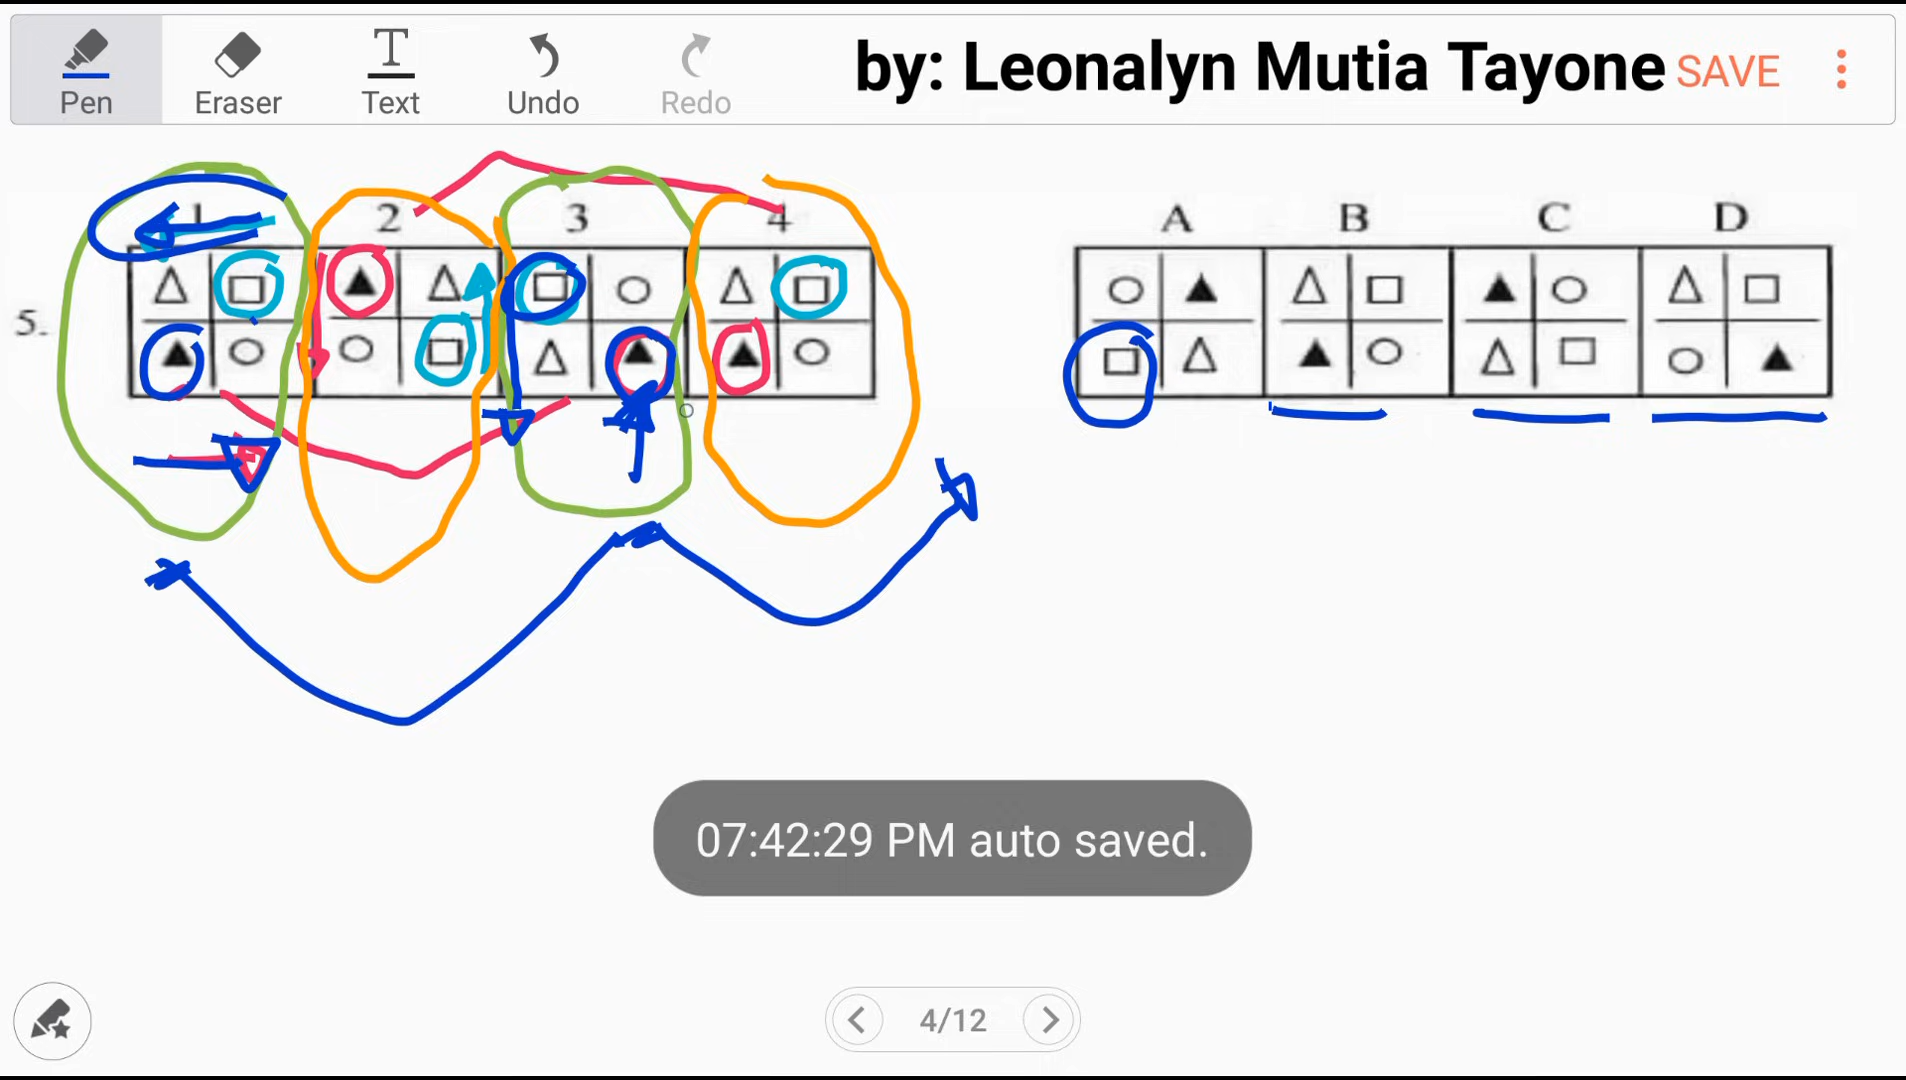 by: Leonalyn Mutia Tayone SAVE
Pen Eraser Text Undo Redo
1 2 3 4 A B C D
5.
07:42:29 PM auto saved.
4/12